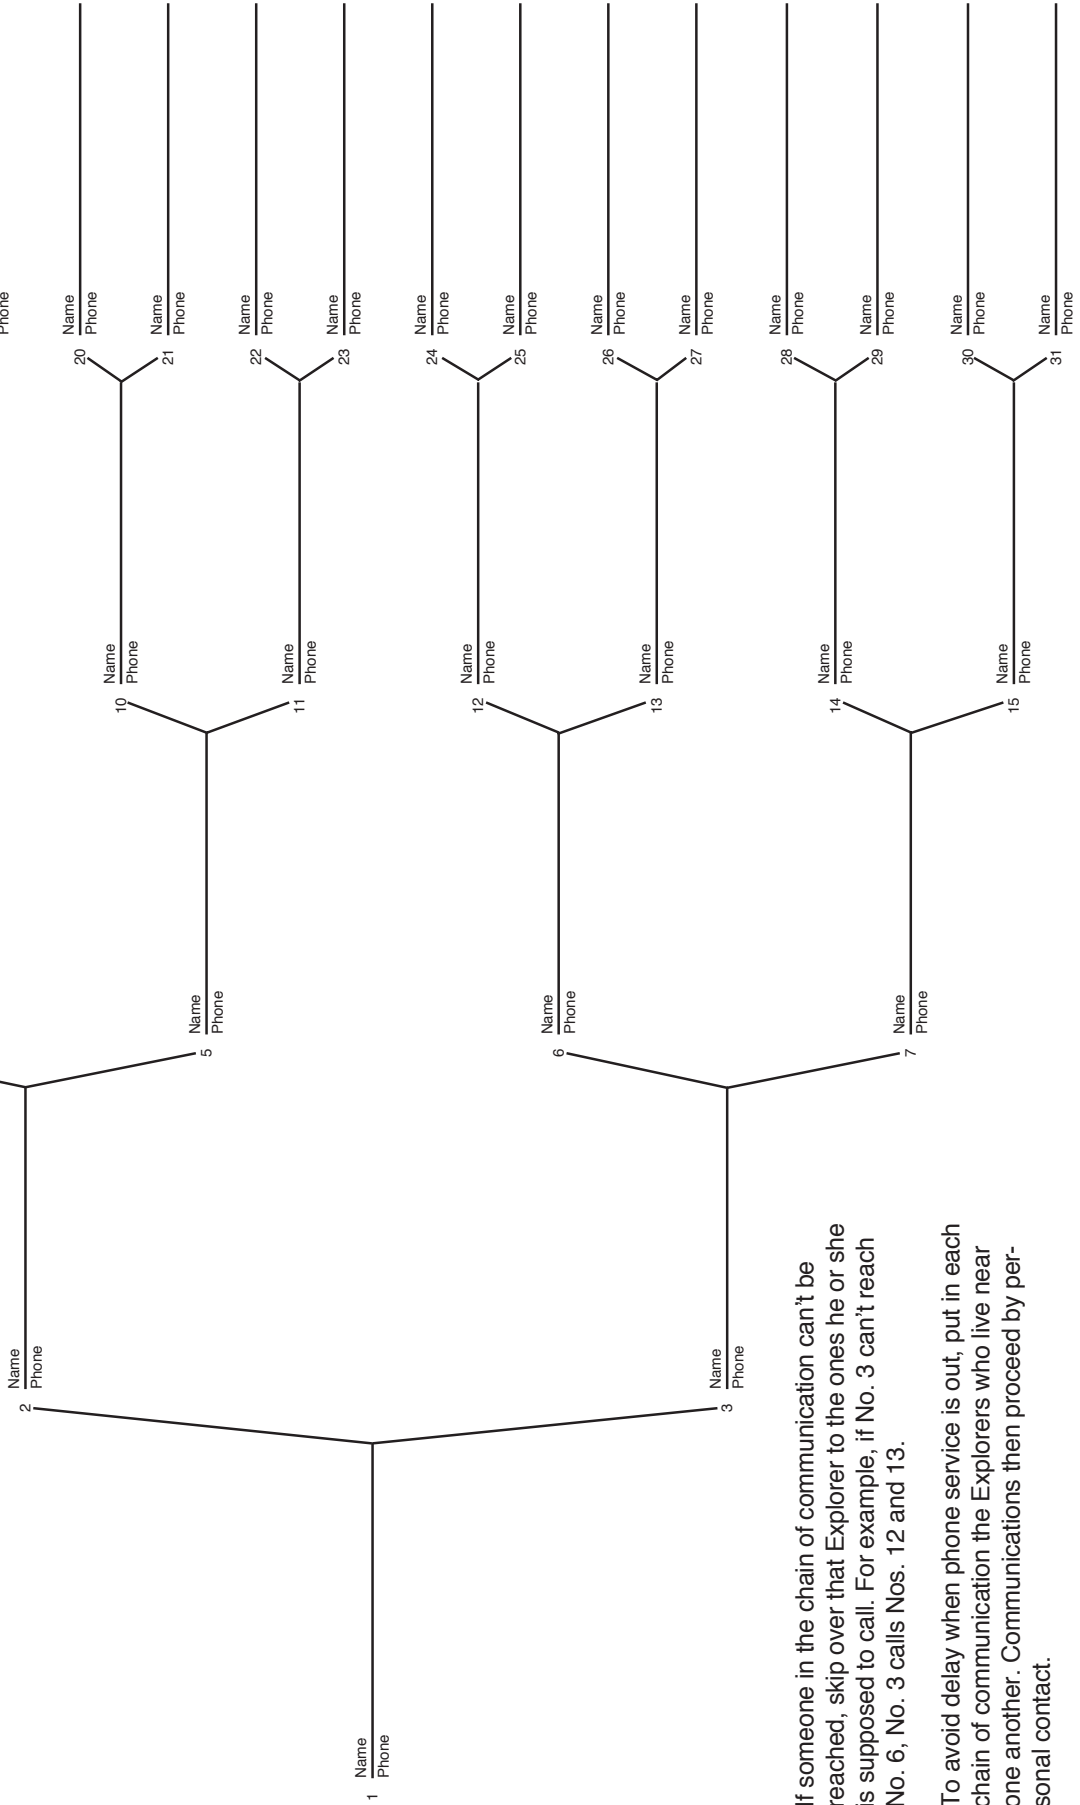 1
Name
Phone
2
Name
Phone
3
Name
Phone
5
Name
Phone
6
Name
Phone
7
Name
Phone
10
Name
Phone
11
Name
Phone
12
Name
Phone
13
Name
Phone
14
Name
Phone
15
Name
Phone
Phone
20
Name
Phone
21
Name
Phone
22
Name
Phone
23
Name
Phone
24
Name
Phone
25
Name
Phone
26
Name
Phone
27
Name
Phone
28
Name
Phone
29
Name
Phone
30
Name
Phone
31
Name
Phone
If someone in the chain of communication can't be
reached, skip over that Explorer to the ones he or she
is supposed to call. For example, if No. 3 can't reach
No. 6, No. 3 calls Nos. 12 and 13.
To avoid delay when phone service is out, put in each
chain of communication the Explorers who live near
one another. Communications then proceed by per-
sonal contact.